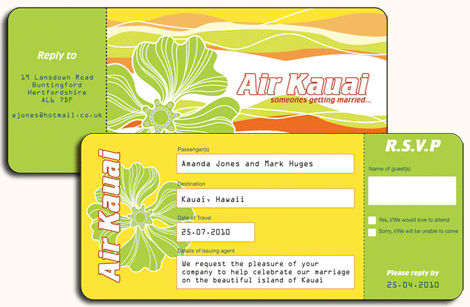 Reply to
19 Lansdown Road
Buntingford
Hertfordshire
AL6 7DF
ajones@hotmail.co.uk
Air Kauai
someones getting married...
Air Kauai
Passenger(s)
Amanda Jones and Mark Huges
Destination
Kauai, Hawaii
Date of Travel
25.07.2010
Details of issuing agent
We request the pleasure of your
company to help celebrate our marriage
on the beautiful island of Kauai
R.S.V.P
Name of guest(s)
Yes, I/We would love to attend
Sorry, I/We will be unable to come
Please reply by
25.04.2010